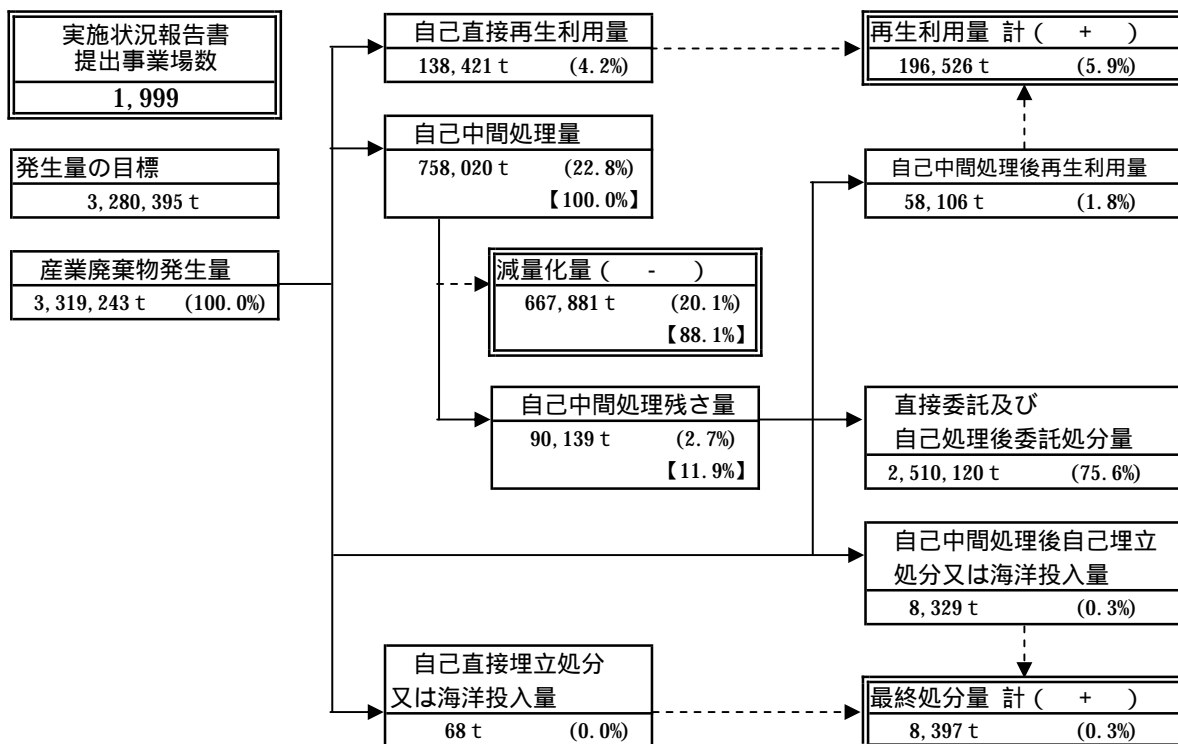 実施状況報告書
提出事業場数
1,999
発生量の目標
3,280,395 t
産業廃棄物発生量
3,319,243 t (100.0%)
自己直接再生利用量
138,421 t (4.2%)
自己中間処理量
758,020 t (22.8%)
【100.0%】
減量化量 ( - )
667,881 t (20.1%)
【88.1%】
自己中間処理残さ量
90,139 t (2.7%)
【11.9%】
自己直接埋立処分
又は海洋投入量
68 t (0.0%)
再生利用量 計 ( + )
196,526 t (5.9%)
自己中間処理後再生利用量
58,106 t (1.8%)
直接委託及び
自己処理後委託処分量
2,510,120 t (75.6%)
自己中間処理後自己埋立
処分又は海洋投入量
8,329 t (0.3%)
最終処分量 計 ( + )
8,397 t (0.3%)